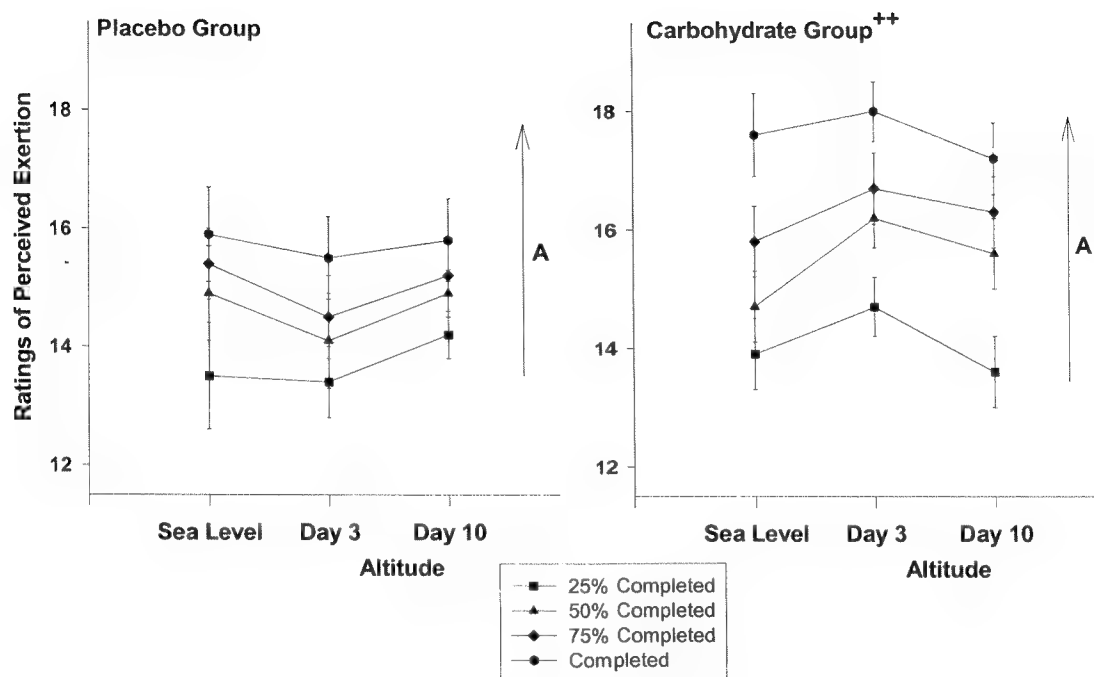 Placebo Group
Ratings of Perceived Exertion
18
16
14
12
A
Sea Level Day 3 Day 10
Altitude
Carbohydrate Group++
18
16
14
12
A
Sea Level Day 3 Day 10
Altitude
25% Completed
50% Completed
75% Completed
Completed